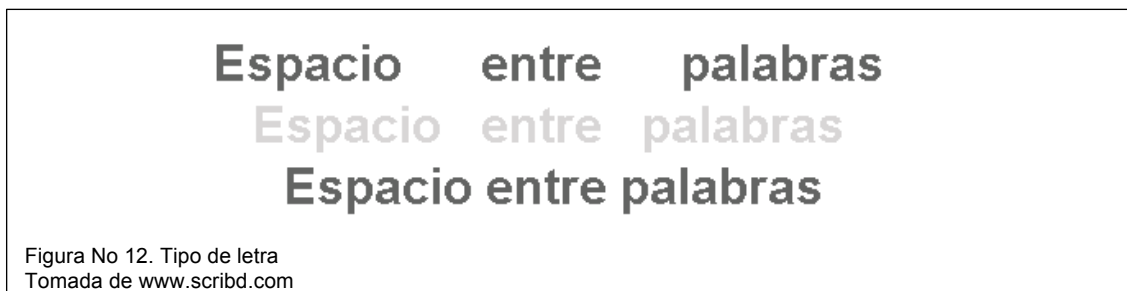 Espacio entre palabras
Espacio entre palabras
Espacio entre palabras
Figura No 12. Tipo de letra
Tomada de www.scribd.com